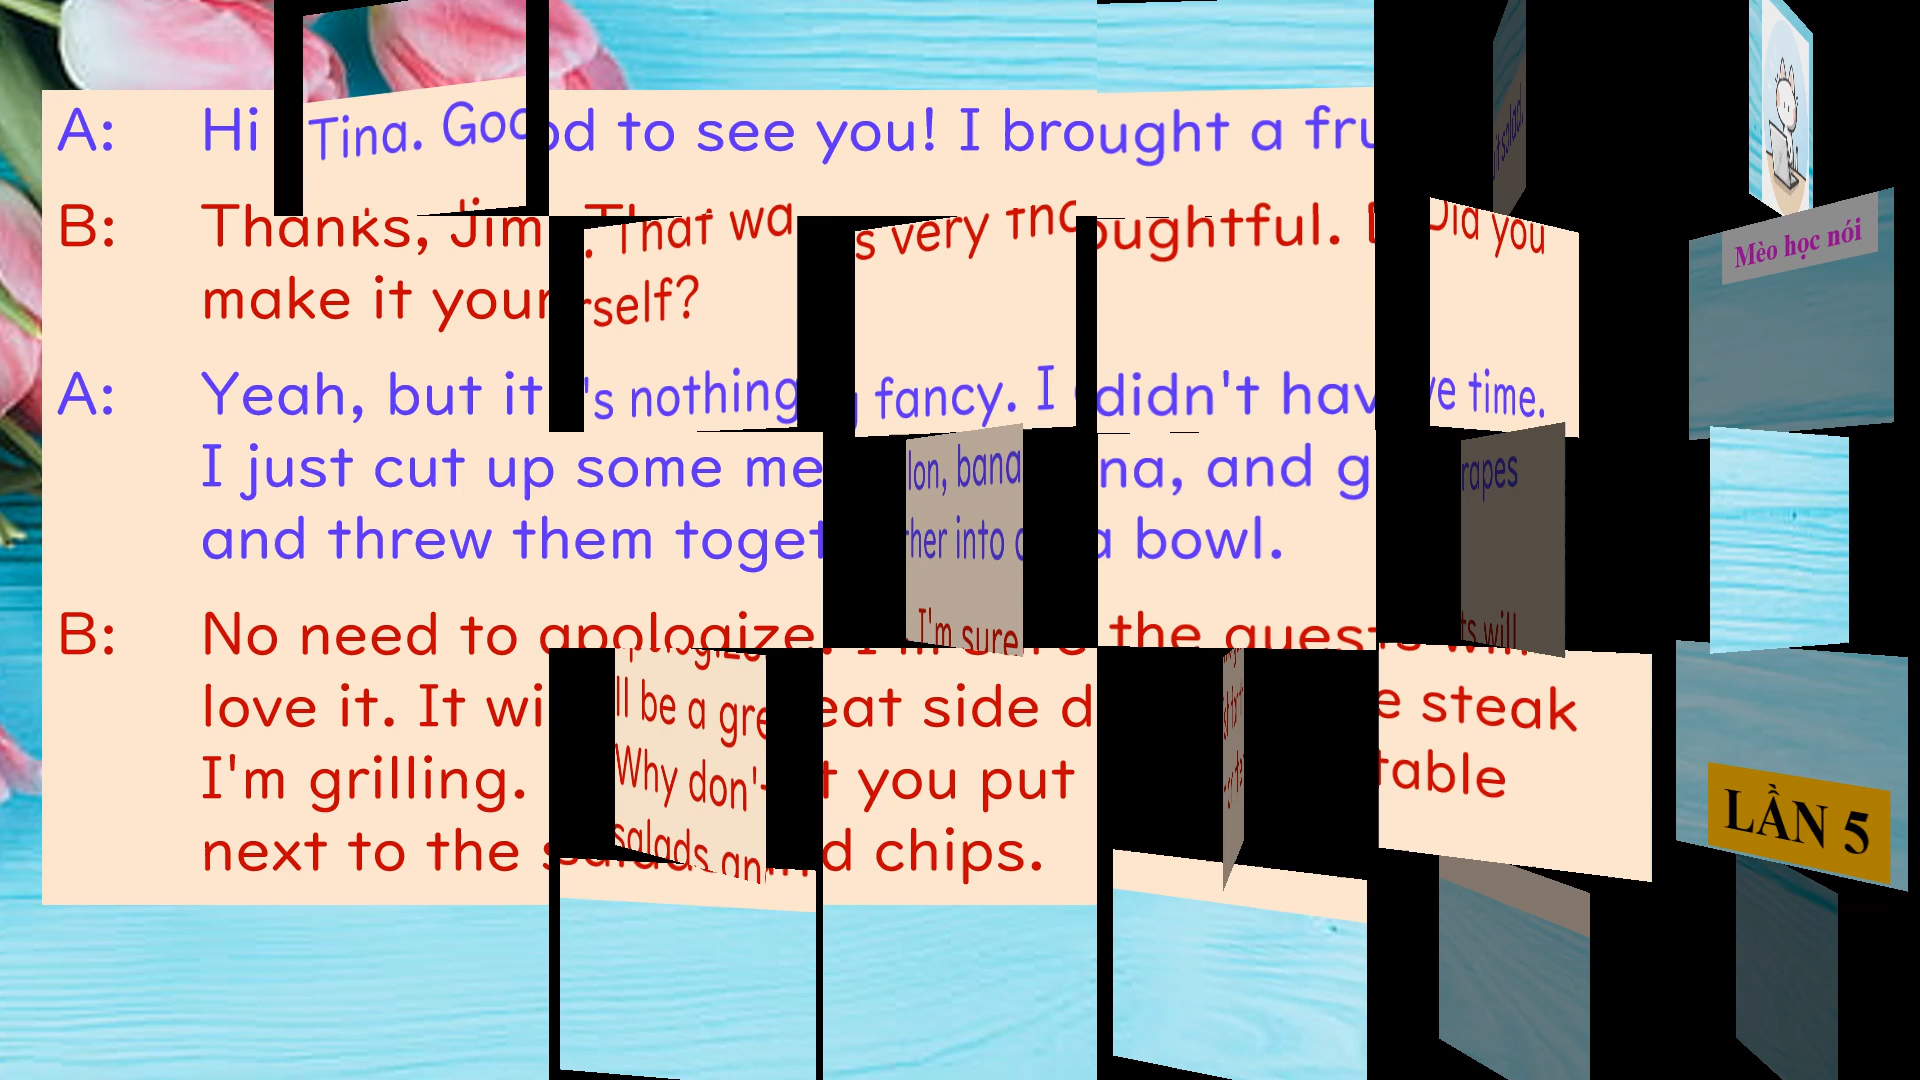 A: Hi Tina. Good to see you! I brought a fruit salad.
B: Thanks, Jim. That was very thoughtful. Did you
make it yourself?
A: Yeah, but it's nothing fancy. I didn't have time.
I just cut up some melon, banana, and grapes
and threw them together into a bowl.
B: No need to apologize. I'm sure the guests will
love it. It will be a great side d steak
I'm grilling. Why don't you put table
next to the salads and chips.
Mèo học nói
LẦN 5